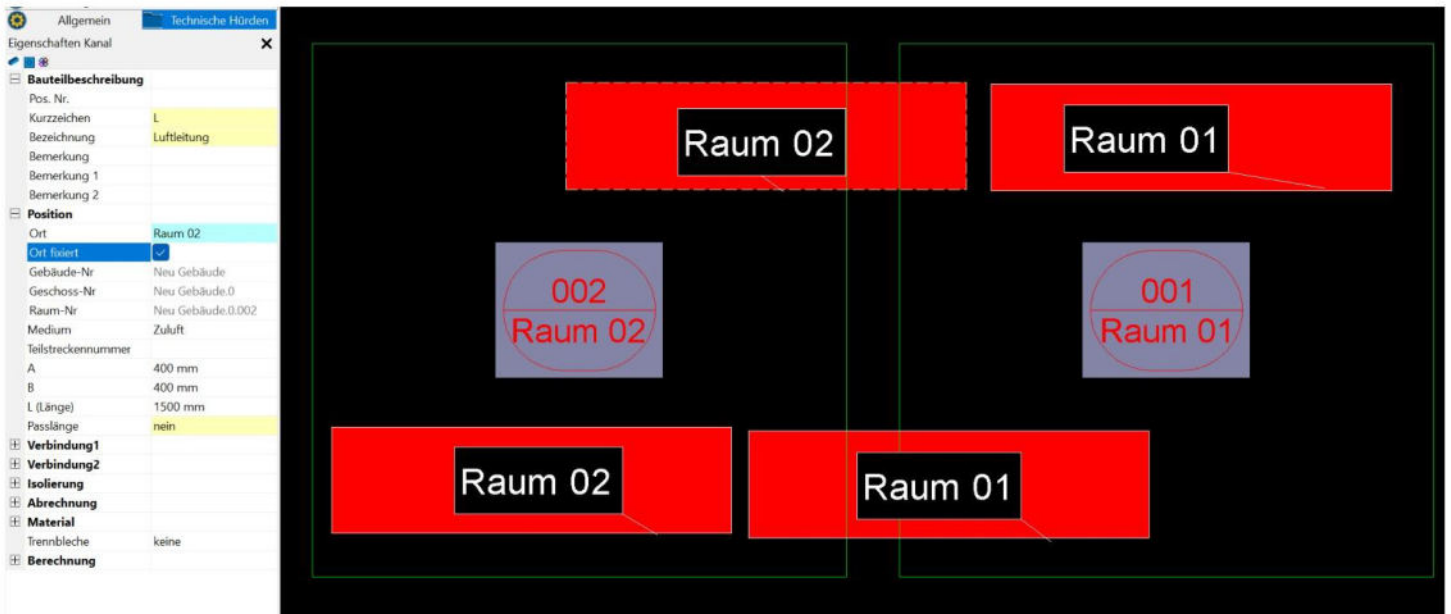 Allgemein
Technische Hürden
Eigenschaften Kanal
Bauteilbeschreibung
Pos. Nr.
Kurzzeichen L
Bezeichnung Luftleitung
Bemerkung
Bemerkung 1
Bemerkung 2
Position
Ort Raum 02
Ort fixiert
Gebäude-Nr Neu Gebäude
Geschoss-Nr Neu Gebäude.0
Raum-Nr Neu Gebäude.0.002
Medium Zuluft
Teilstreckennummer
A 400 mm
B 400 mm
L (Länge) 1500 mm
Passlänge nein
Verbindung1
Verbindung2
Isolierung
Abrechnung
Material
Trennbleche keine
Berechnung
Raum 02
Raum 01
002
Raum 02
001
Raum 01
Raum 02
Raum 01